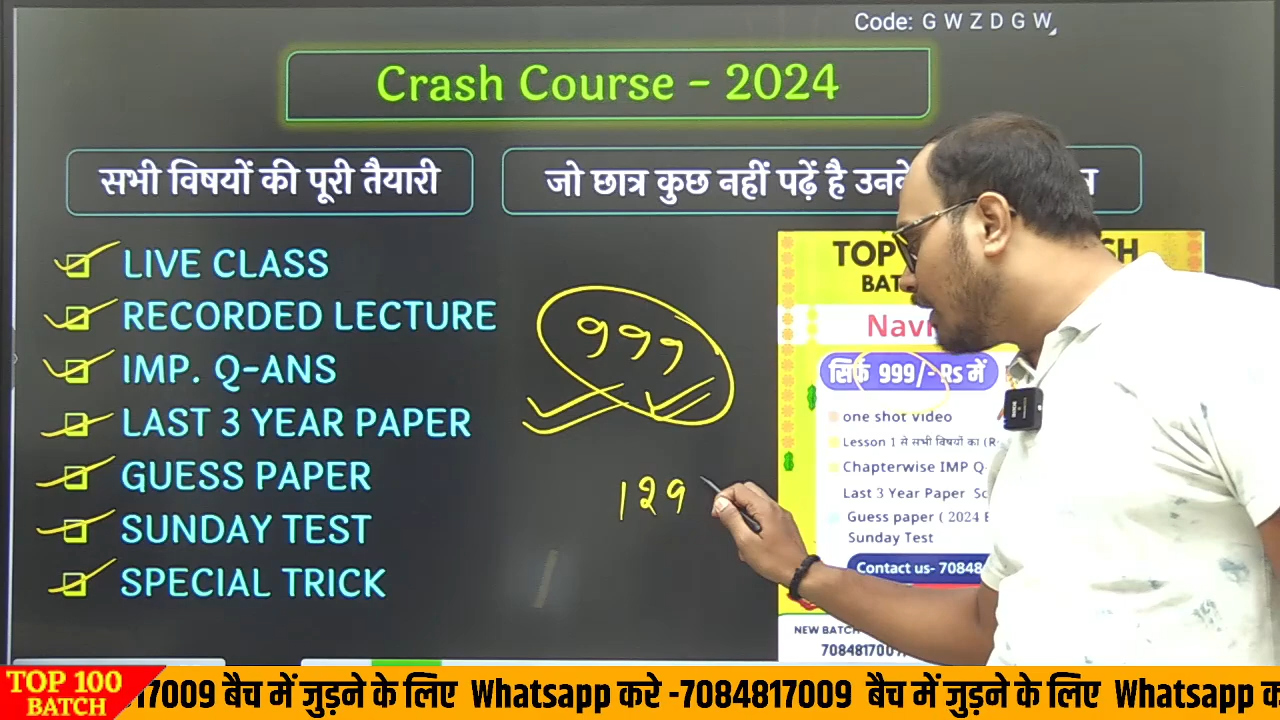 Code: G W Z D G W
Crash Course - 2024
सभी विषयों की पूरी तैयारी
जो छात्र कुछ नहीं पढ़ें है उनके
LIVE CLASS
RECORDED LECTURE
IMP. Q-ANS
LAST 3 YEAR PAPER
GUESS PAPER
SUNDAY TEST
SPECIAL TRICK
999
129
TOP
BAT
सिर्फ 999/- Rs में
one shot video
Lesson 1 से सभी विषयों का
Chapterwise IMP Q-
Last 3 Year Paper
Guess paper ( 2024
Sunday Test
Contact us- 70848
NEW BATCH
TOP 100
BATCH
17009 बैच में जुड़ने के लिए Whatsapp करे -7084817009 बैच में जुड़ने के लिए Whatsapp